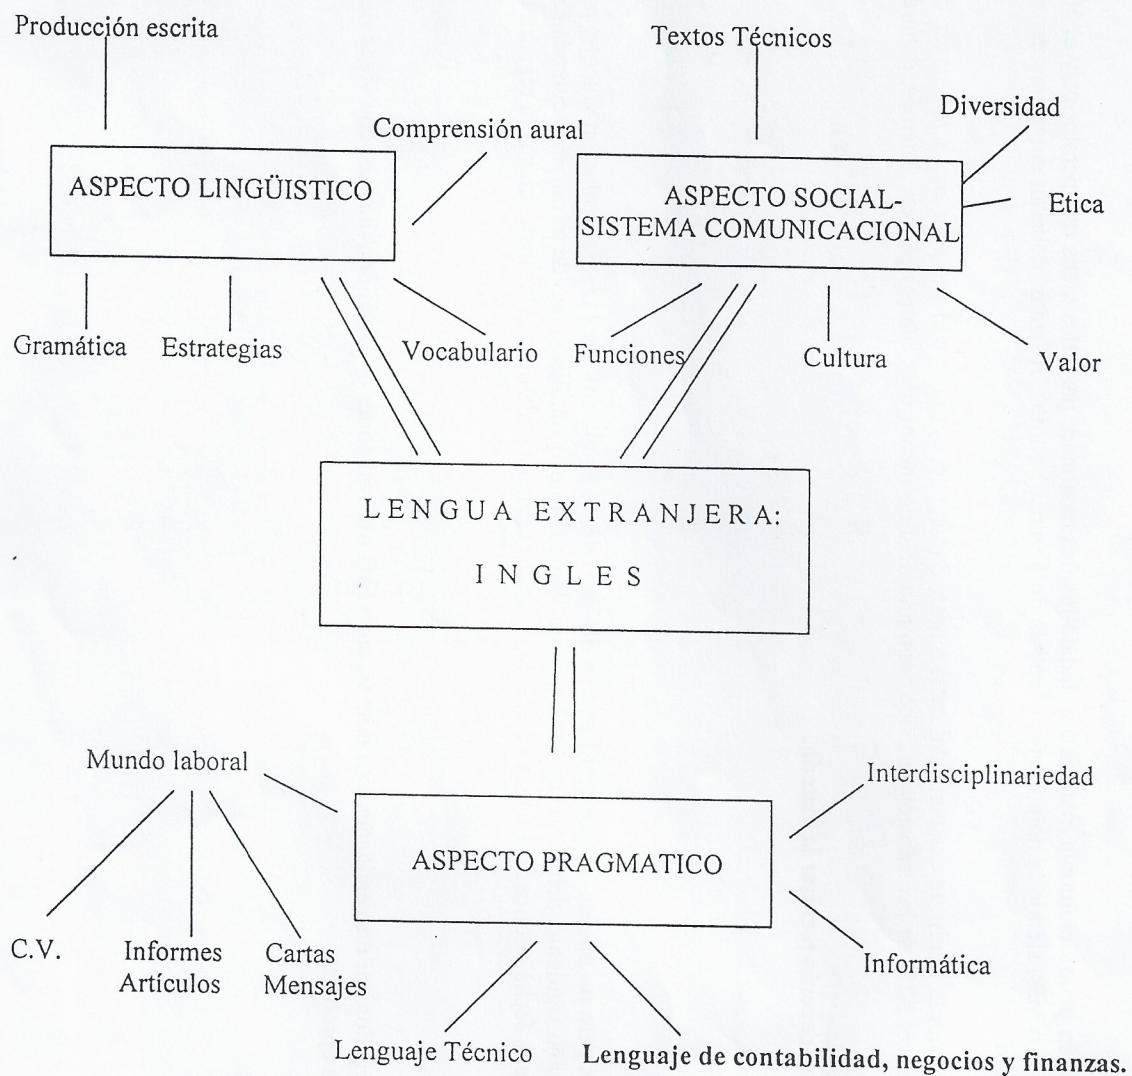 Producción escrita
Textos Técnicos
Diversidad
Comprensión aural
ASPECTO LINGÜISTICO
ASPECTO SOCIAL-
SISTEMA COMUNICACIONAL
Etica
Gramática
Estrategias
Vocabulario
Funciones
Cultura
Valor
LENGUA EXTRANJERA:
INGLES
Mundo laboral
Interdisciplinariedad
ASPECTO PRAGMATICO
C.V.
Informes
Artículos
Cartas
Mensajes
Informática
Lenguaje Técnico
Lenguaje de contabilidad, negocios y finanzas.